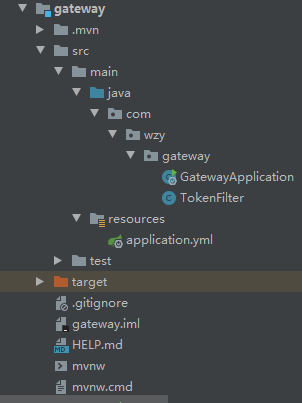 gateway
.mvn
src
main
java
com
wzy
gateway
GatewayApplication
TokenFilter
resources
application.yml
test
target
.gitignore
gateway.iml
HELP.md
mvnw
mvnw.cmd